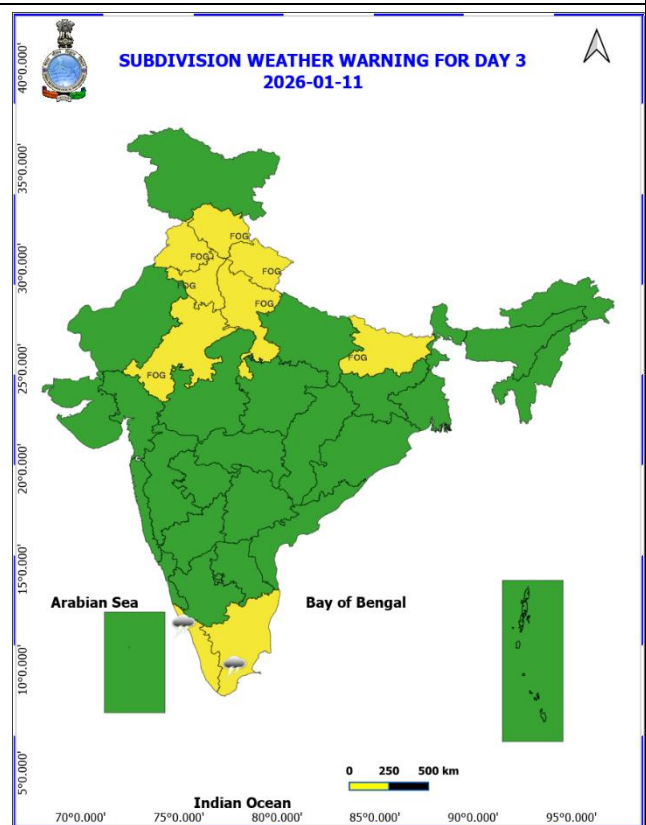 SUBDIVISION WEATHER WARNING FOR DAY 3
2026-01-11
40°0.000'
35°0.000'
30°0.000'
25°0.000'
20°0.000'
15°0.000'
10°0.000'
5°0.000'
FOG
FOG
FOG
FOG
FOG
FOG
FOG
Arabian Sea
Bay of Bengal
0 250 500 km
Indian Ocean
70°0.000' 75°0.000' 80°0.000' 85°0.000' 90°0.000' 95°0.000'